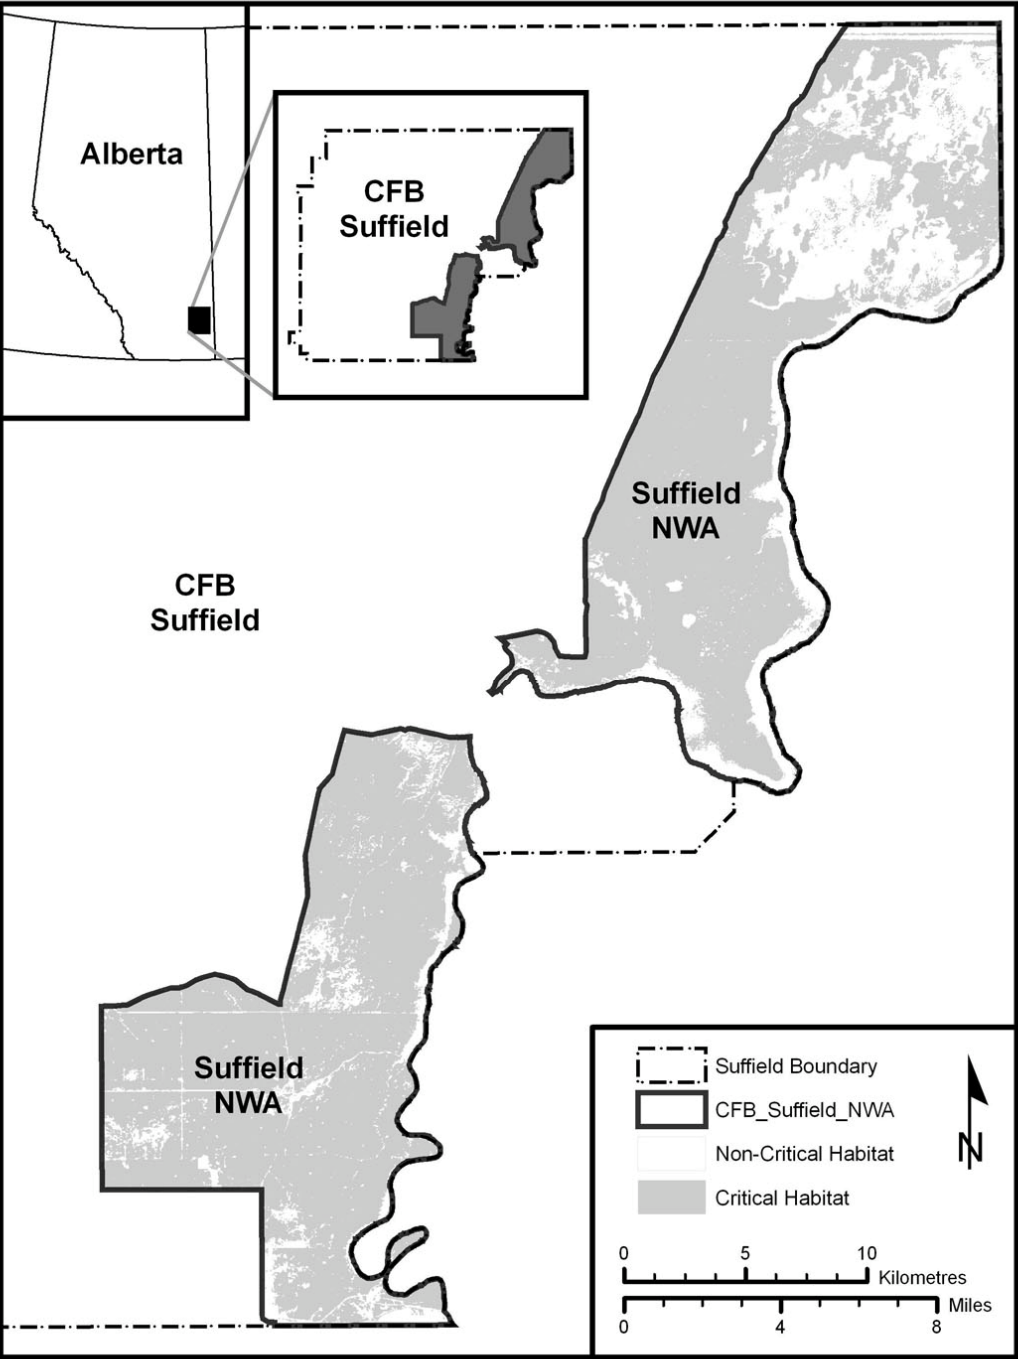 Alberta
CFB
Suffield
Suffield
NWA
CFB
Suffield
Suffield
NWA
Suffield Boundary
CFB_Suffield_NWA
Non-Critical Habitat
Critical Habitat
N
0 5 10
Kilometres
Miles
0 4 8